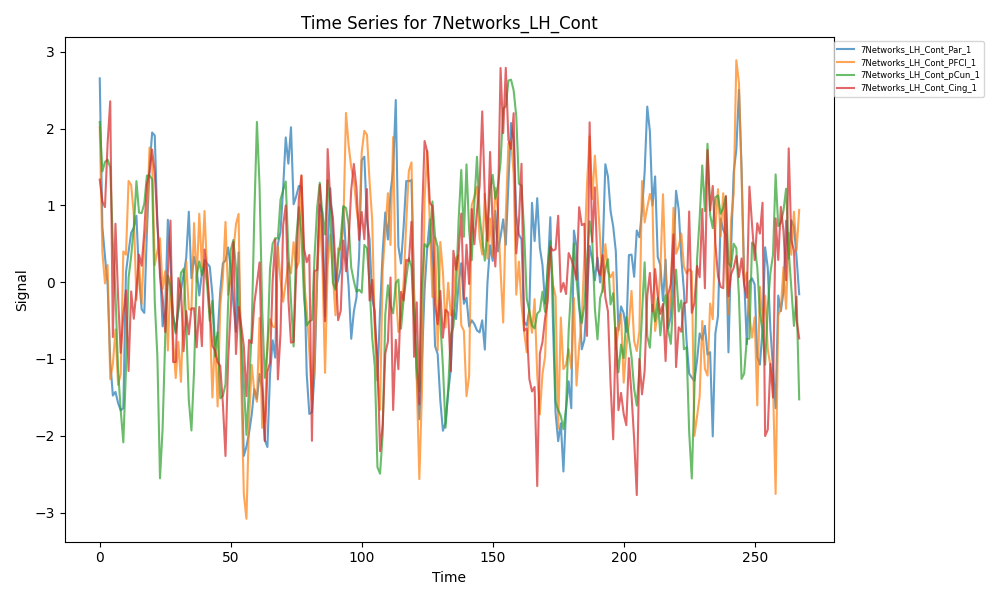 Time Series for 7Networks_LH_Cont
7Networks_LH_Cont_Par_1
7Networks_LH_Cont_PFCl_1
7Networks_LH_Cont_pCun_1
7Networks_LH_Cont_Cing_1
3
2
1
0
−1
−2
−3
Signal
0 50 100 150 200 250
Time